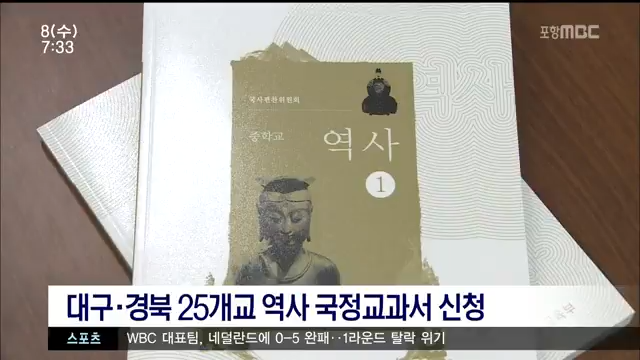 8(수)
7:33
포항MBC
역사
국사편찬위원회
중학교
역사
1
대구·경북 25개교 역사 국정교과서 신청
스포츠 WBC 대표팀, 네덜란드에 0-5 완패‥1라운드 탈락 위기